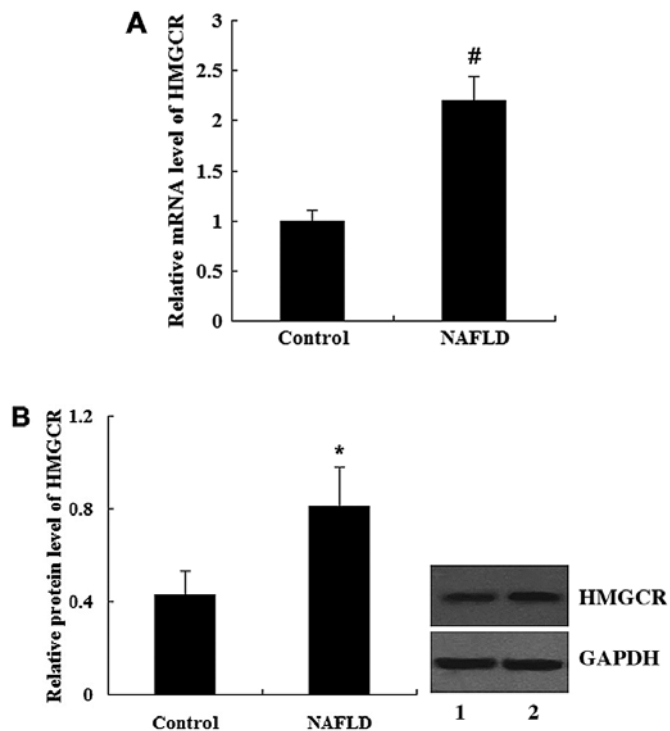 A
Relative mRNA level of HMGCR
3
2.5
2
1.5
1
0.5
0
#
Control
NAFLD
B
Relative protein level of HMGCR
1.2
0.8
0.4
0
*
Control
NAFLD
HMGCR
GAPDH
1
2